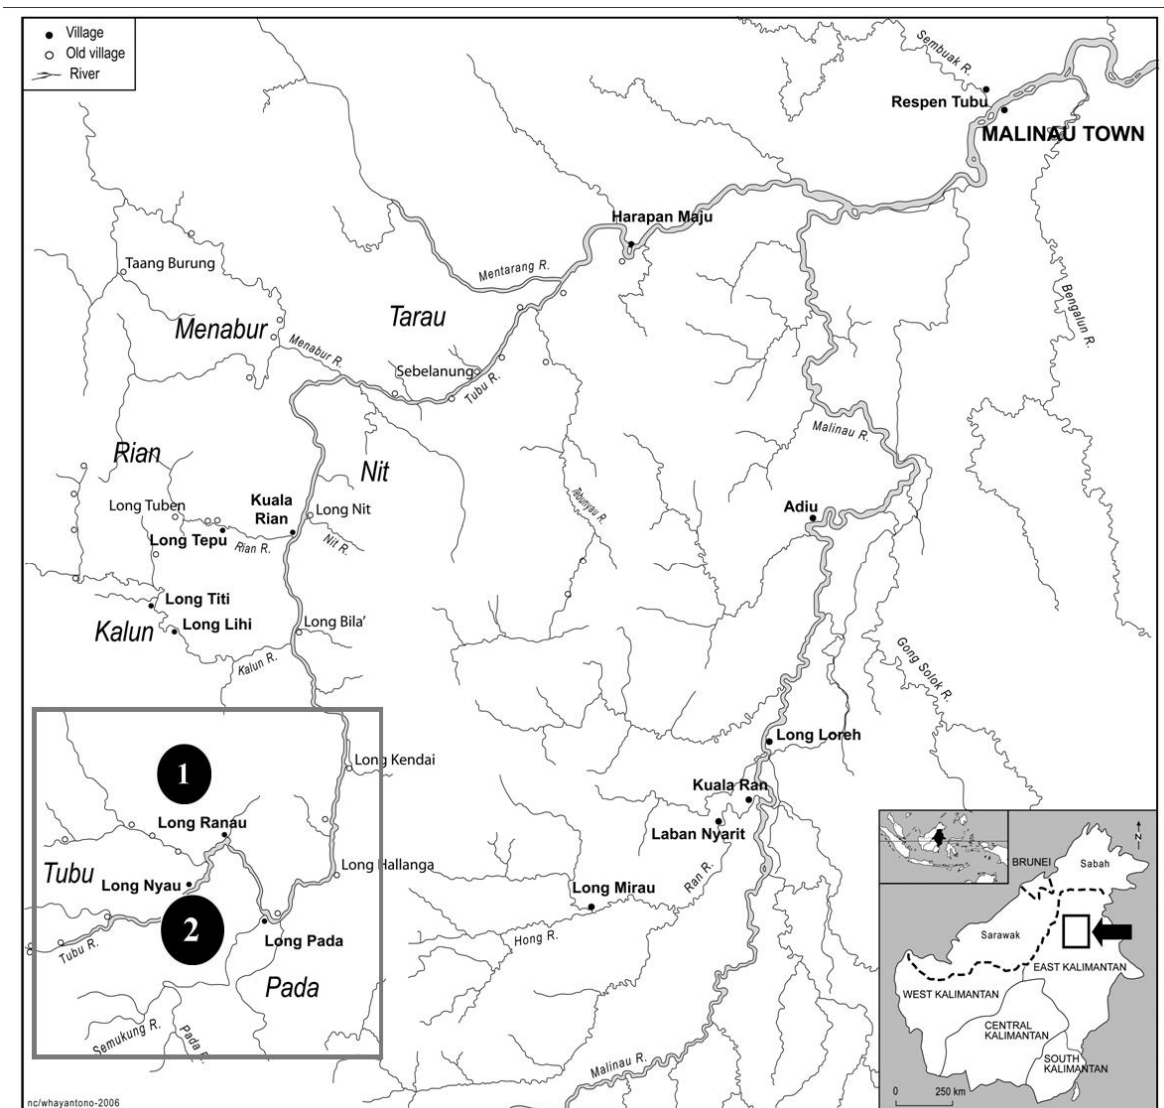 Village
Old village
River
Sembuak R.
Respen Tubu
MALINAU TOWN
Harapan Maju
Taang Burung
Mentarang R.
Tarau
Menabur
Menabur R.
Bengalun R.
Sebelanung
Tubu R.
Malinau R.
Rian
Nit
Long Tuben
Kuala
Rian
Long Nit
Adiu
Long Tepu
Rian R.
Nit R.
Long Titi
Kalun
Long Lihi
Long Bila'
Kalun R.
Gong Solok R.
Long Loreh
Long Kendai
1
Kuala Ran
Long Ranau
Laban Nyarit
Tubu
Long Hallanga
Long Nyau
Ran R.
Long Mirau
2
Tubu R.
Long Pada
Hong R.
Pada
Semukung R.
Pada R.
Malinau R.
N
BRUNEI
Sabah
Sarawak
EAST KALIMANTAN
WEST KALIMANTAN
CENTRAL
KALIMANTAN
SOUTH
KALIMANTAN
0 250 km
nc/whayantono-2006